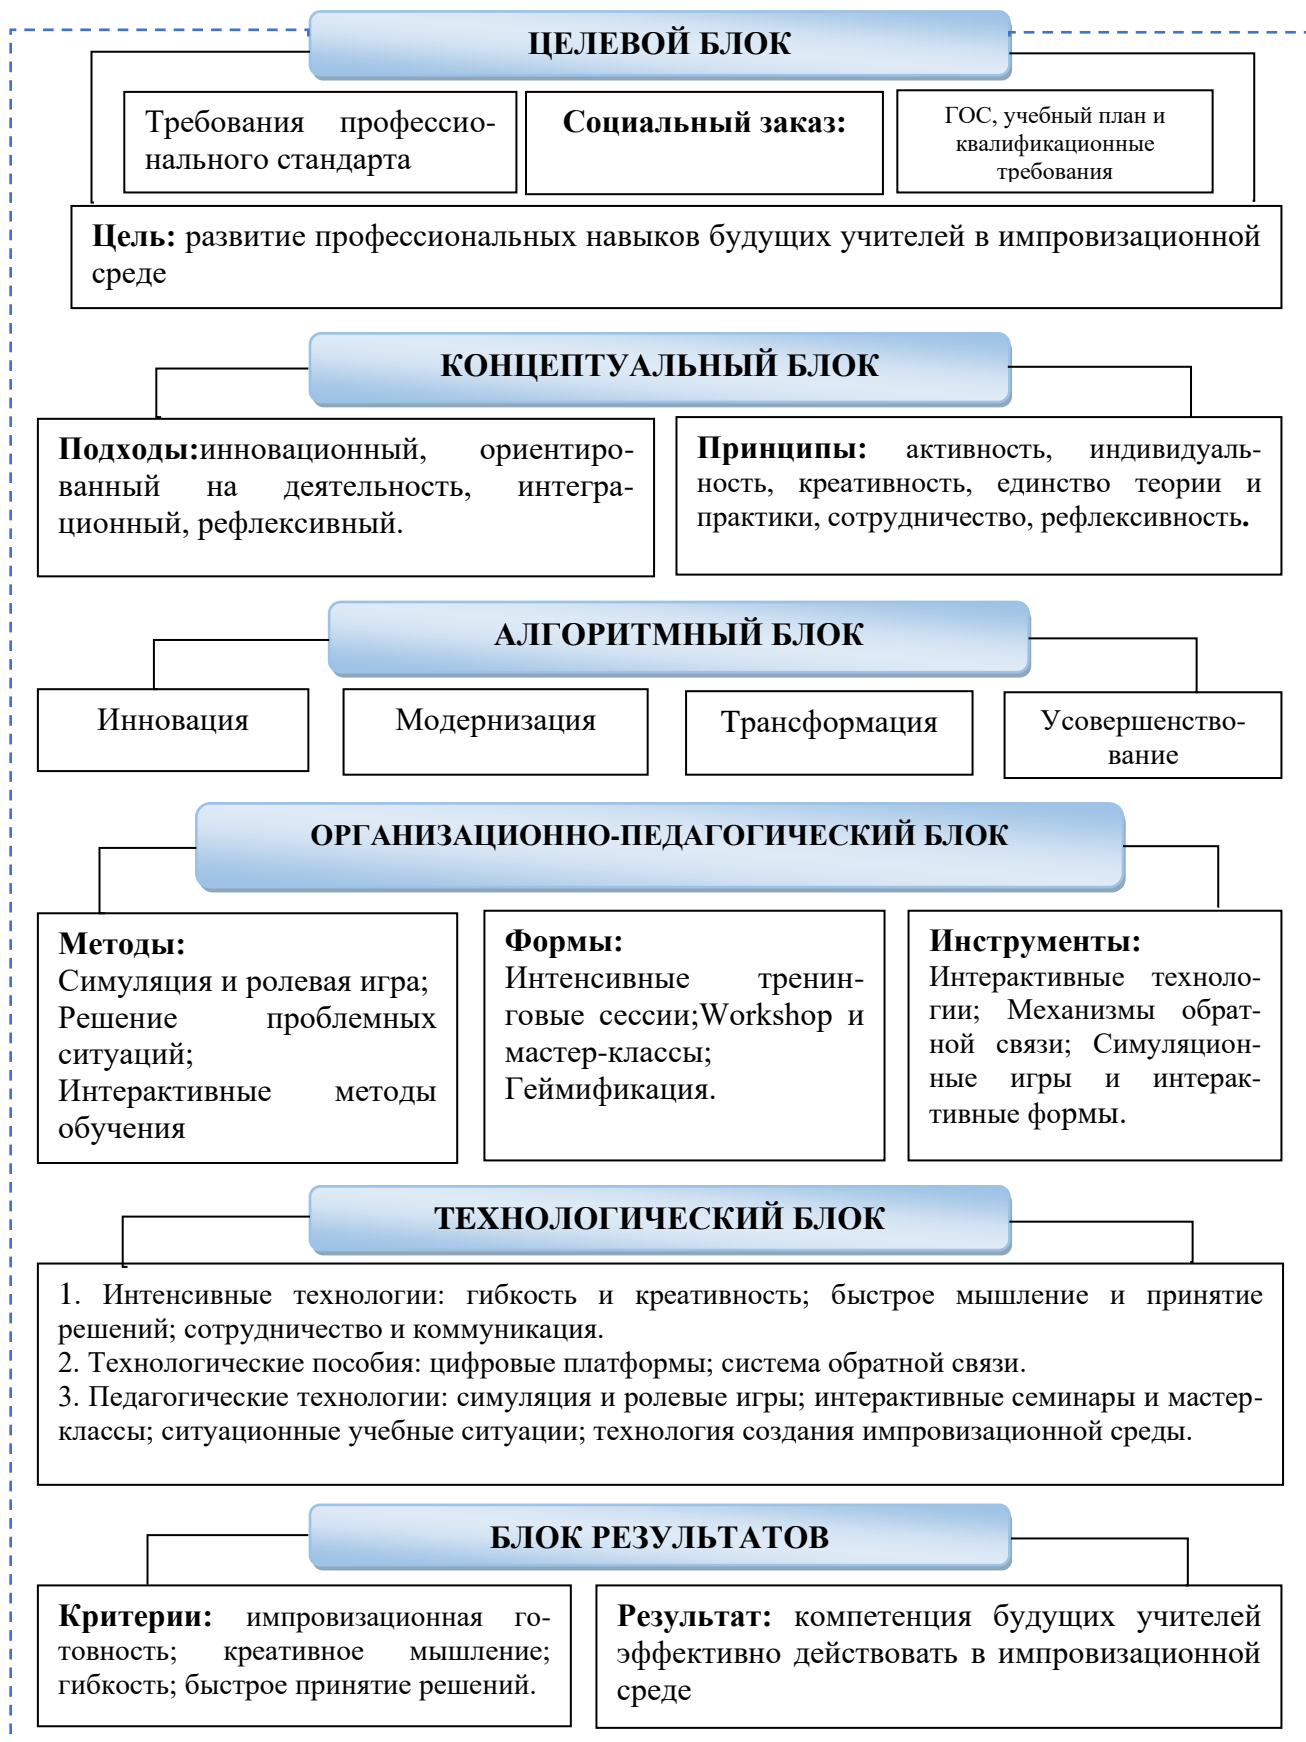 ЦЕЛЕВОЙ БЛОК
Требования профессио-
нального стандарта
Социальный заказ:
ГОС, учебный план и
квалификационные
требования
Цель: развитие профессиональных навыков будущих учителей в импровизационной
среде
КОНЦЕПТУАЛЬНЫЙ БЛОК
Подходы:инновационный, ориентиро-
ванный на деятельность, интегра-
ционный, рефлексивный.
Принципы: активность, индивидуаль-
ность, креативность, единство теории и
практики, сотрудничество, рефлексивность.
АЛГОРИТМНЫЙ БЛОК
Инновация
Модернизация
Трансформация
Усовершенство-
вание
ОРГАНИЗАЦИОННО-ПЕДАГОГИЧЕСКИЙ БЛОК
Методы:
Симуляция и ролевая игра;
Решение проблемных
ситуаций;
Интерактивные методы
обучения
Формы:
Интенсивные тренин-
говые сессии;Workshop и
мастер-классы;
Геймификация.
Инструменты:
Интерактивные техноло-
гии; Механизмы обрат-
ной связи; Симуляцион-
ные игры и интерак-
тивные формы.
ТЕХНОЛОГИЧЕСКИЙ БЛОК
1. Интенсивные технологии: гибкость и креативность; быстрое мышление и принятие
решений; сотрудничество и коммуникация.
2. Технологические пособия: цифровые платформы; система обратной связи.
3. Педагогические технологии: симуляция и ролевые игры; интерактивные семинары и мастер-
классы; ситуационные учебные ситуации; технология создания импровизационной среды.
БЛОК РЕЗУЛЬТАТОВ
Критерии: импровизационная го-
товность; креативное мышление;
гибкость; быстрое принятие решений.
Результат: компетенция будущих учителей
эффективно действовать в импровизационной
среде